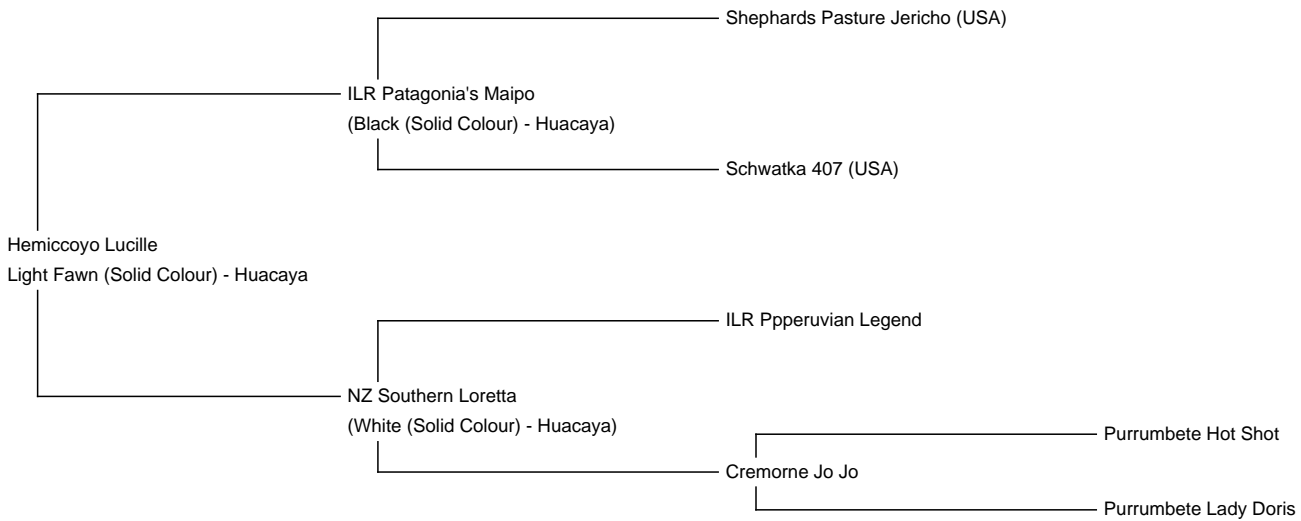 Shephards Pasture Jericho (USA)
ILR Patagonia's Maipo
(Black (Solid Colour) - Huacaya)
Schwatka 407 (USA)
Hemiccoyo Lucille
Light Fawn (Solid Colour) - Huacaya
ILR Ppperuvian Legend
NZ Southern Loretta
(White (Solid Colour) - Huacaya)
Purrumbete Hot Shot
Cremorne Jo Jo
Purrumbete Lady Doris